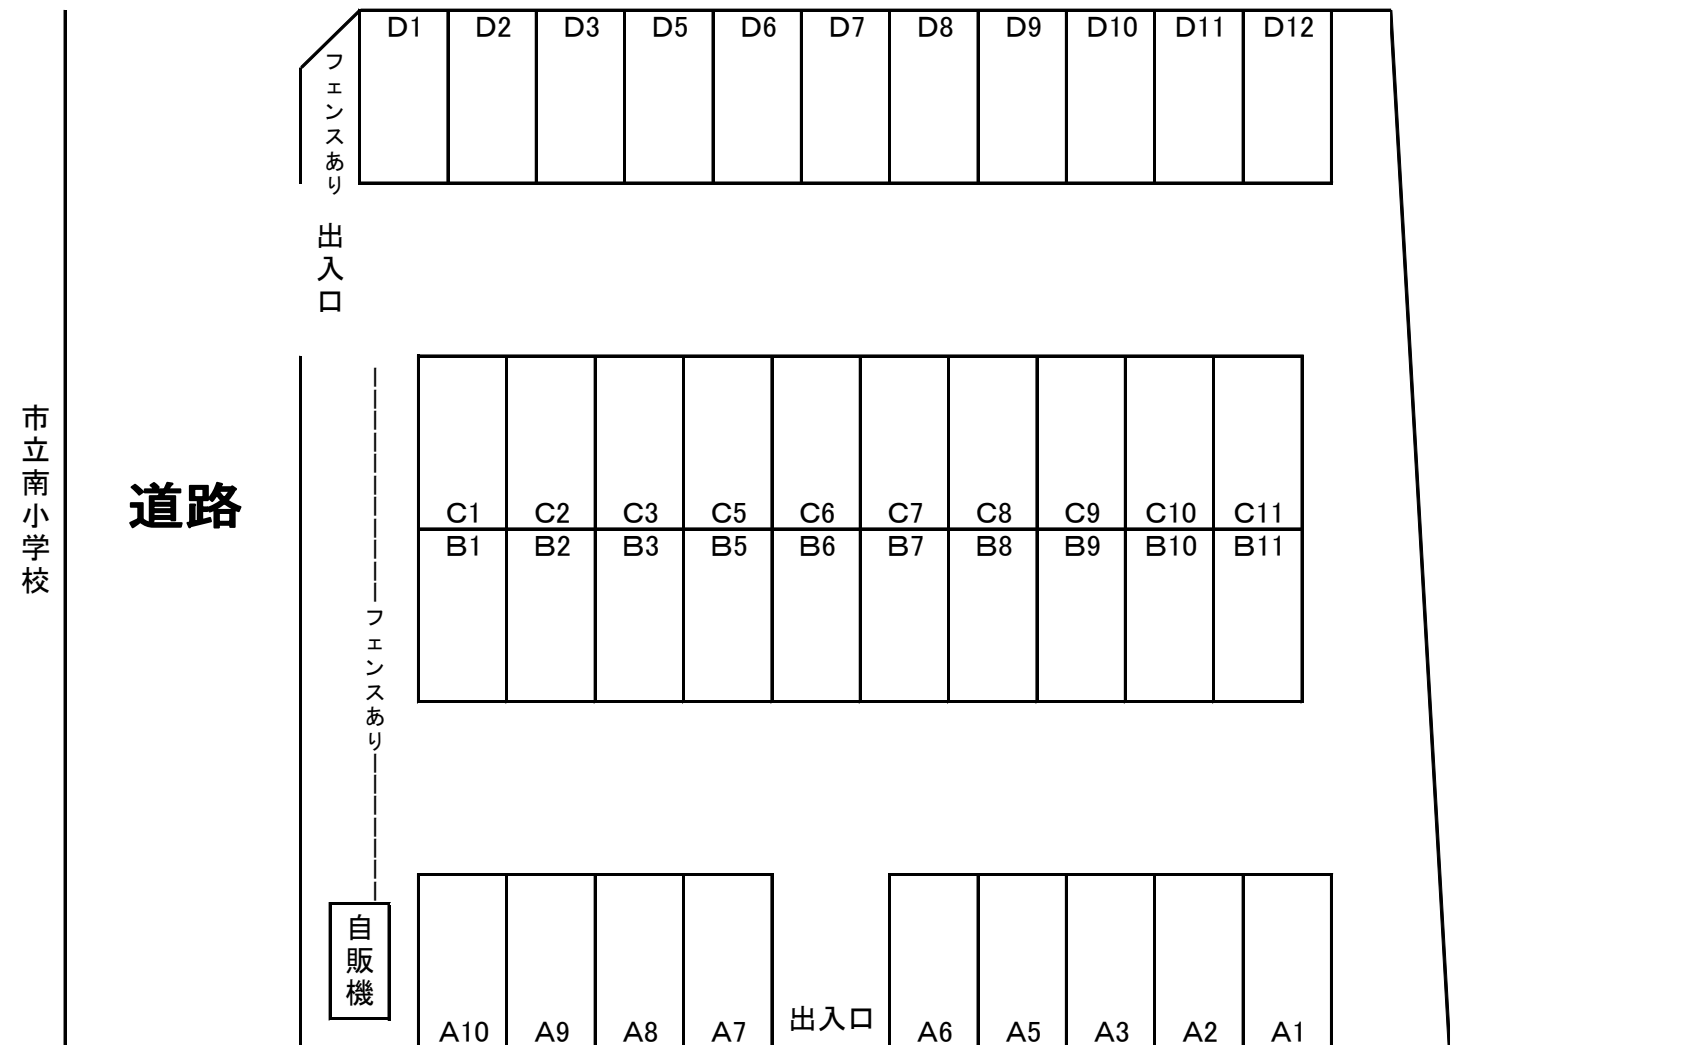 D1 D2 D3 D5 D6 D7 D8 D9 D10 D11 D12
フェンスあり
出入口
市立南小学校
道路
C1 C2 C3 C5 C6 C7 C8 C9 C10 C11
B1 B2 B3 B5 B6 B7 B8 B9 B10 B11
フェンスあり
自販機
出入口
A10 A9 A8 A7 A6 A5 A3 A2 A1